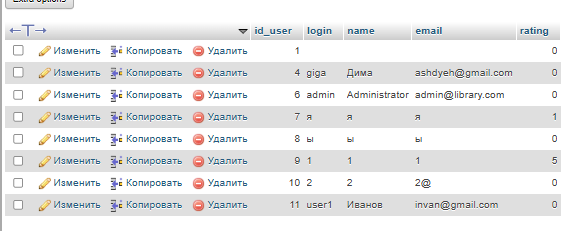 Extra options
id_user login name email rating
Изменить Копировать Удалить 1 0
Изменить Копировать Удалить 4 giga Дима ashdyeh@gmail.com 0
Изменить Копировать Удалить 6 admin Administrator admin@library.com 0
Изменить Копировать Удалить 7 я я я 1
Изменить Копировать Удалить 8 ы ы ы 0
Изменить Копировать Удалить 9 1 1 1 5
Изменить Копировать Удалить 10 2 2 2@ 0
Изменить Копировать Удалить 11 user1 Иванов invan@gmail.com 0